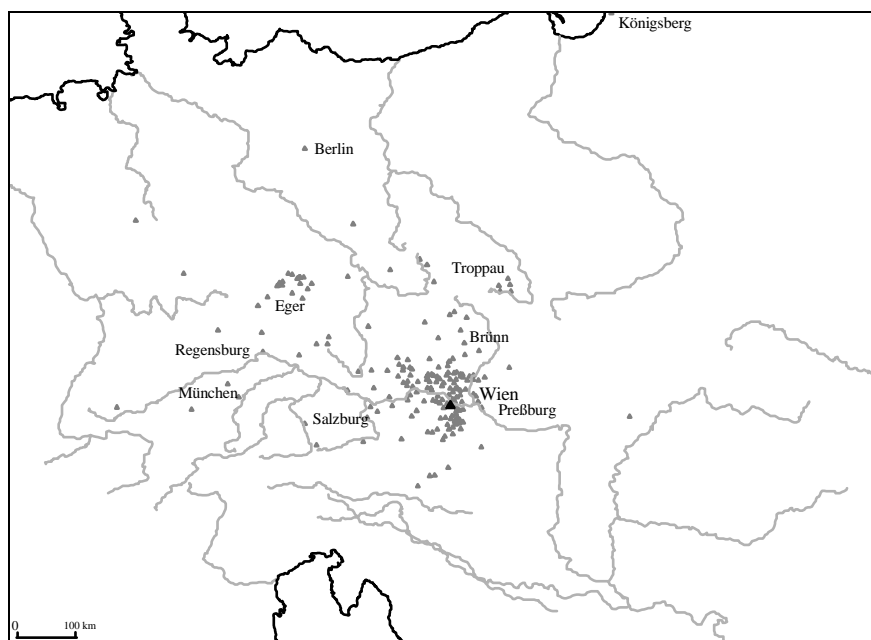 Königsberg
Berlin
Troppau
Eger
Brünn
Regensburg
München
Wien
Preßburg
Salzburg
0 100 km